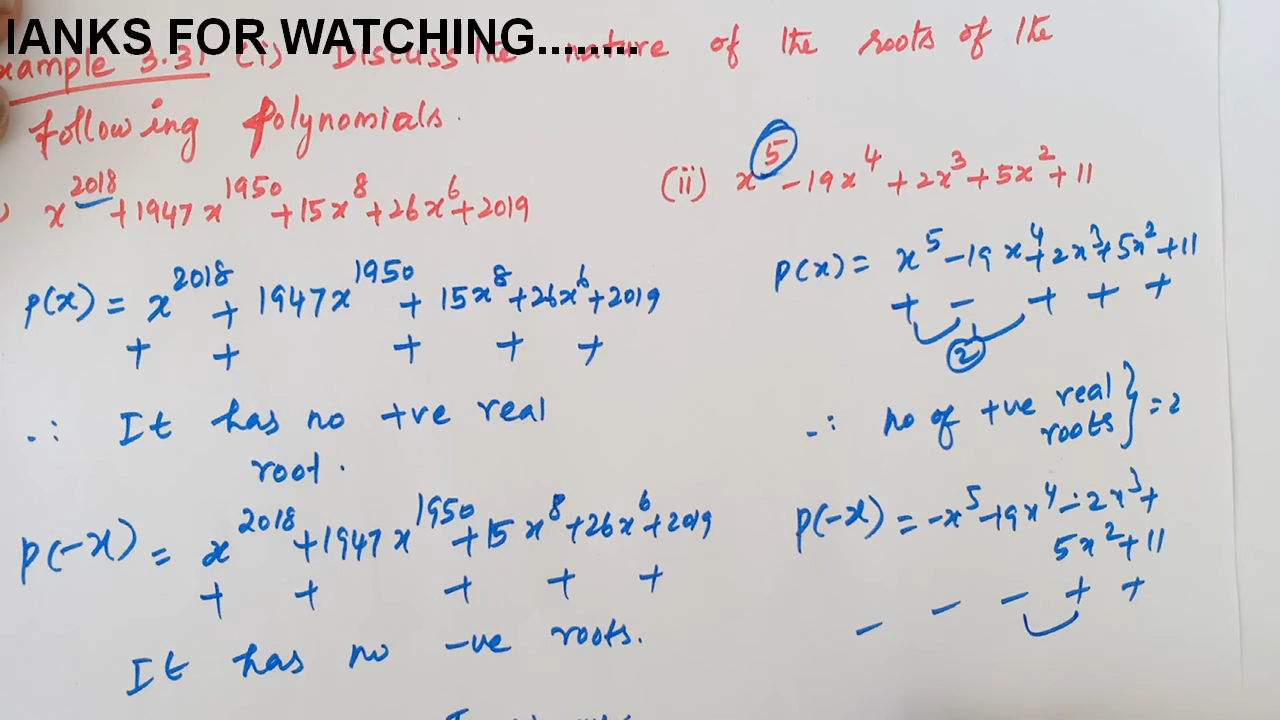 IANKS FOR WATCHING........
xample 3.31 (i) Discuss the nature of the roots of the
following polynomials.
x^2018 + 1947 x^1950 + 15x^8 + 26x^6 + 2019
p(x) = x^2018 + 1947x^1950 + 15x^8 + 26x^6 + 2019
+ + + + +
∴ It has no +ve real
root.
p(-x) = x^2018 + 1947 x^1950 + 15 x^8 + 26x^6 + 2019
+ + + + +
It has no -ve roots.
(ii) x^5 - 19x^4 + 2x^3 + 5x^2 + 11
p(x) = x^5 - 19 x^4 + 2x^3 + 5x^2 + 11
+ - + + +
2
∴ no of +ve real
roots } = 2
p(-x) = -x^5 - 19x^4 - 2x^3 +
5x^2 + 11
- - - + +